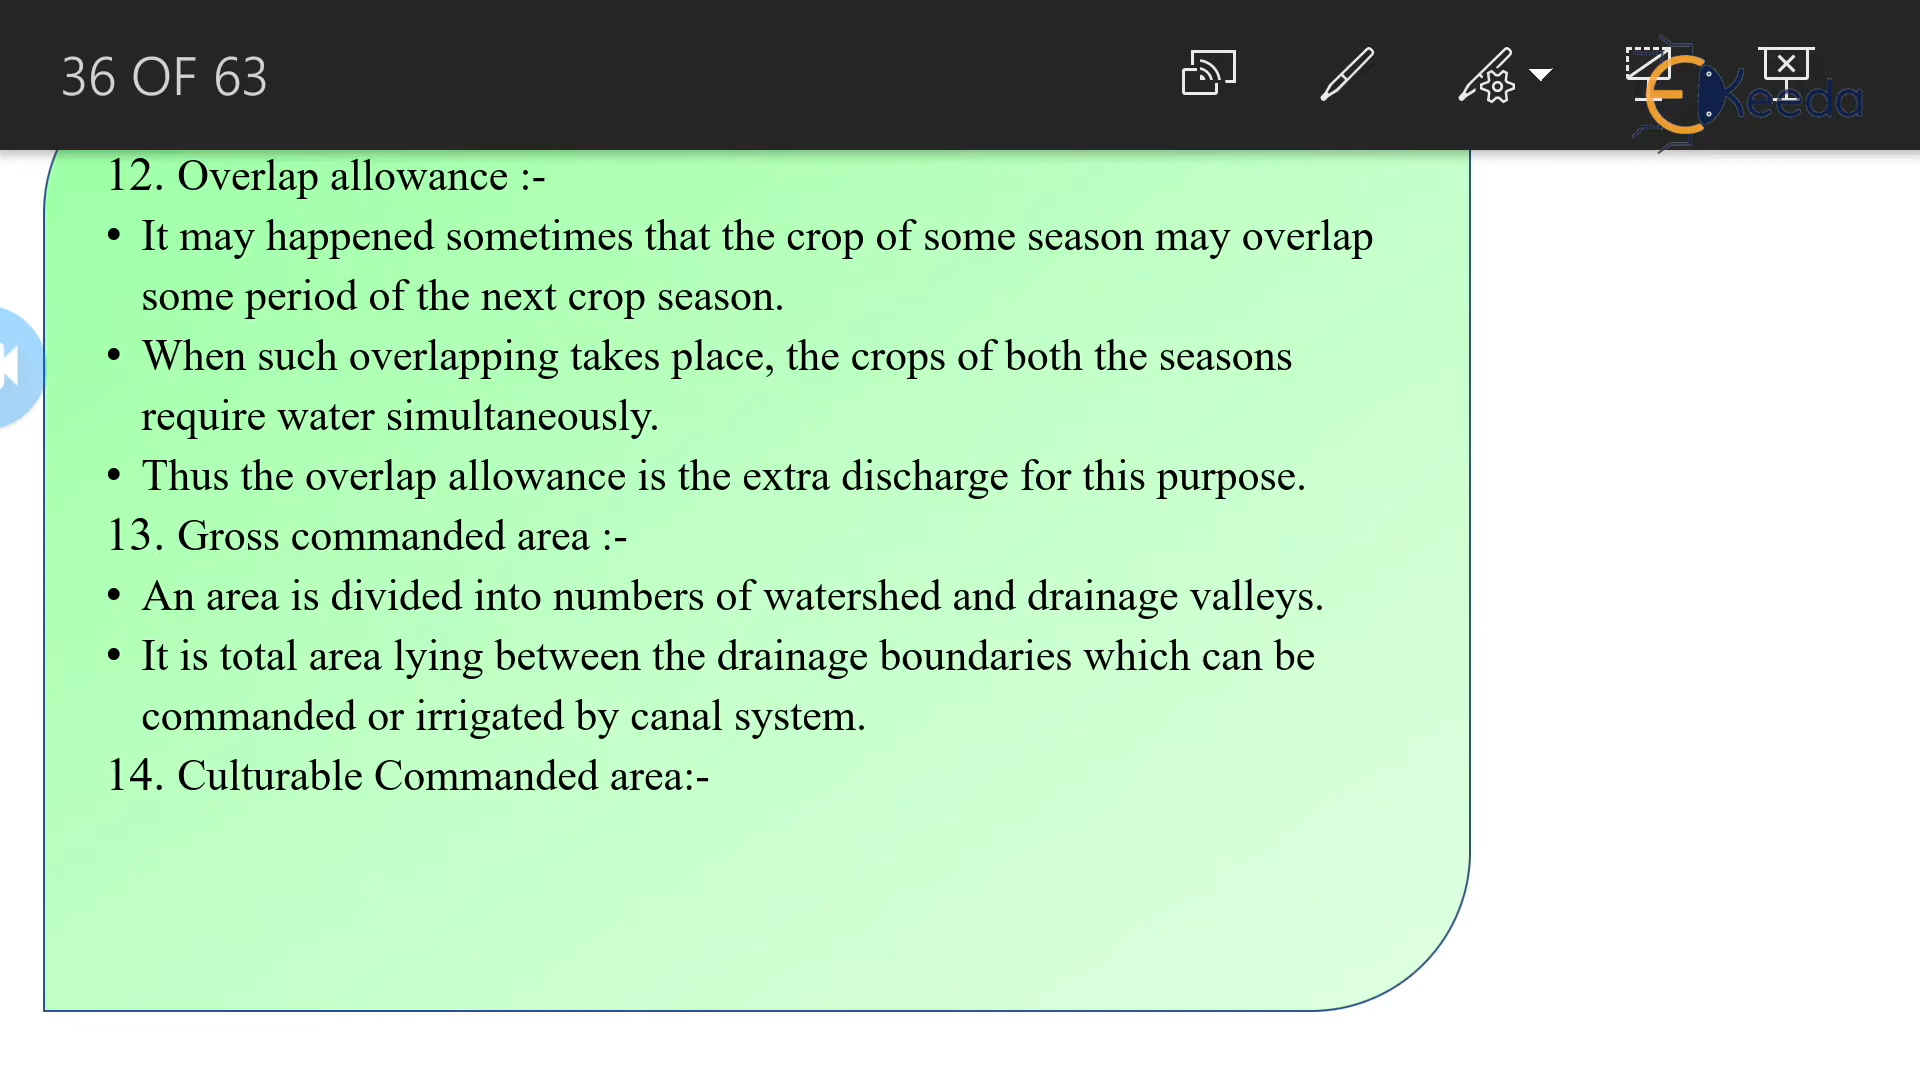 36 OF 63
Keeda
12. Overlap allowance :-
• It may happened sometimes that the crop of some season may overlap
some period of the next crop season.
• When such overlapping takes place, the crops of both the seasons
require water simultaneously.
• Thus the overlap allowance is the extra discharge for this purpose.
13. Gross commanded area :-
• An area is divided into numbers of watershed and drainage valleys.
• It is total area lying between the drainage boundaries which can be
commanded or irrigated by canal system.
14. Culturable Commanded area:-